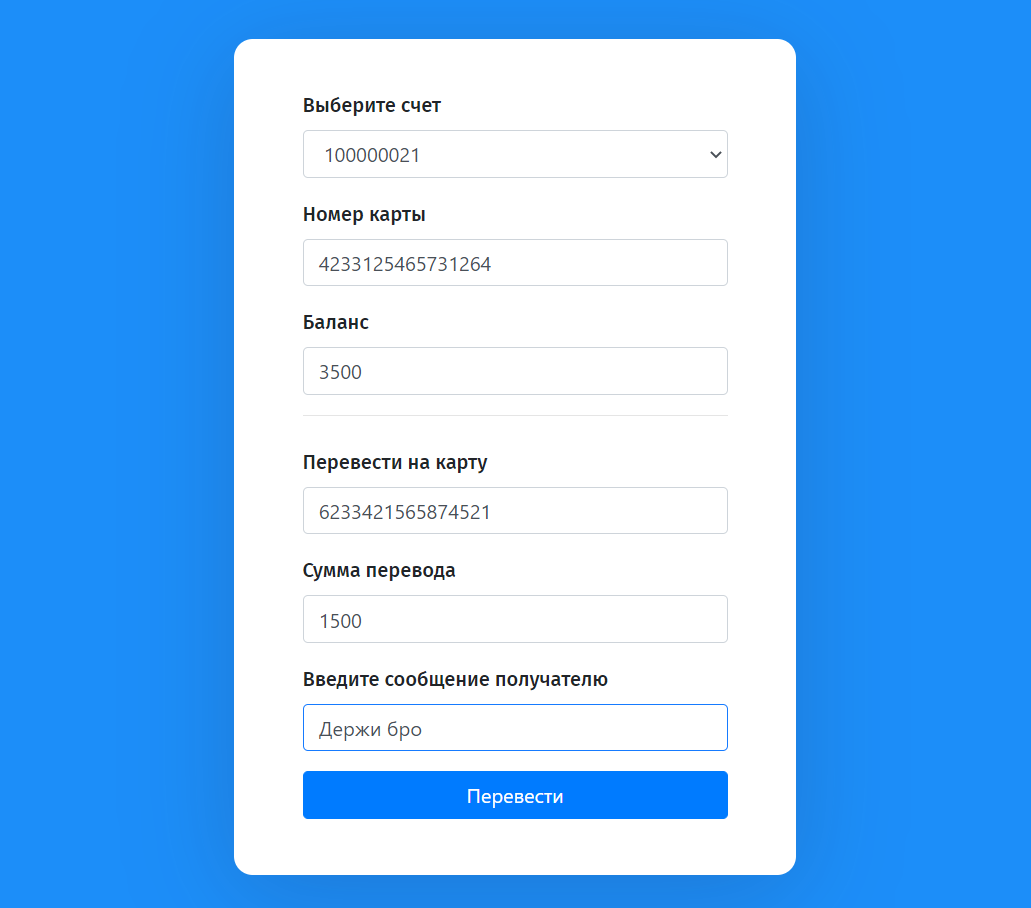 Выберите счет
100000021
Номер карты
4233125465731264
Баланс
3500
Перевести на карту
6233421565874521
Сумма перевода
1500
Введите сообщение получателю
Держи бро
Перевести